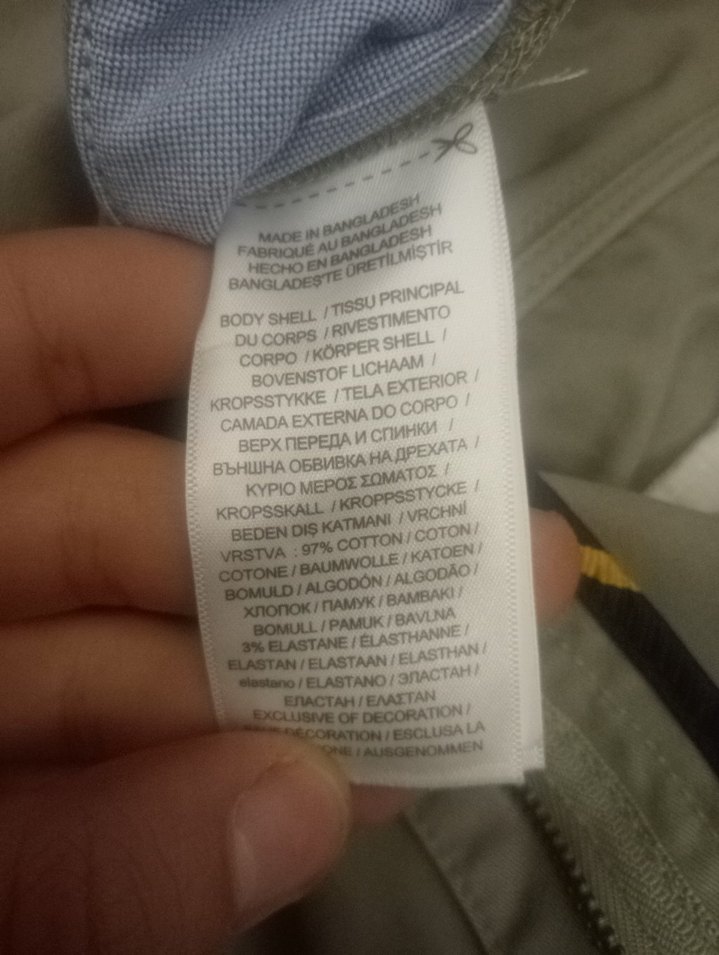 MADE IN BANGLADESH
FABRIQUÉ AU BANGLADESH
HECHO EN BANGLADESH
BANGLADEŞ'TE ÜRETİLMİŞTİR
BODY SHELL / TISSU PRINCIPAL
DU CORPS / RIVESTIMENTO
CORPO / KÖRPER SHELL /
BOVENSTOF LICHAAM /
KROPSSTYKKE / TELA EXTERIOR /
CAMADA EXTERNA DO CORPO /
ВЕРХ ПЕРЕДА И СПИНКИ /
ВЪНШНА ОБВИВКА НА ДРЕХАТА /
ΚΥΡΙΟ ΜΕΡΟΣ ΣΩΜΑΤΟΣ /
KROPSSKALL / KROPPSSTYCKE /
BEDEN DIŞ KATMANI / VRCHNÍ
VRSTVA : 97% COTTON / COTON /
COTONE / BAUMWOLLE / KATOEN /
BOMULD / ALGODÓN / ALGODÃO /
ХЛОПОК / ПАМУК / ΒΑΜΒΑΚΙ /
BOMULL / PAMUK / BAVLNA
3% ELASTANE / ÉLASTHANNE /
ELASTAN / ELASTAAN / ELASTHAN /
elastano / ELASTANO / ЭЛАСТАН /
ЕЛАСТАН / ΕΛΑΣΤΑΝ
EXCLUSIVE OF DECORATION /
DÉCORATION / ESCLUSA LA
/ AUSGENOMMEN